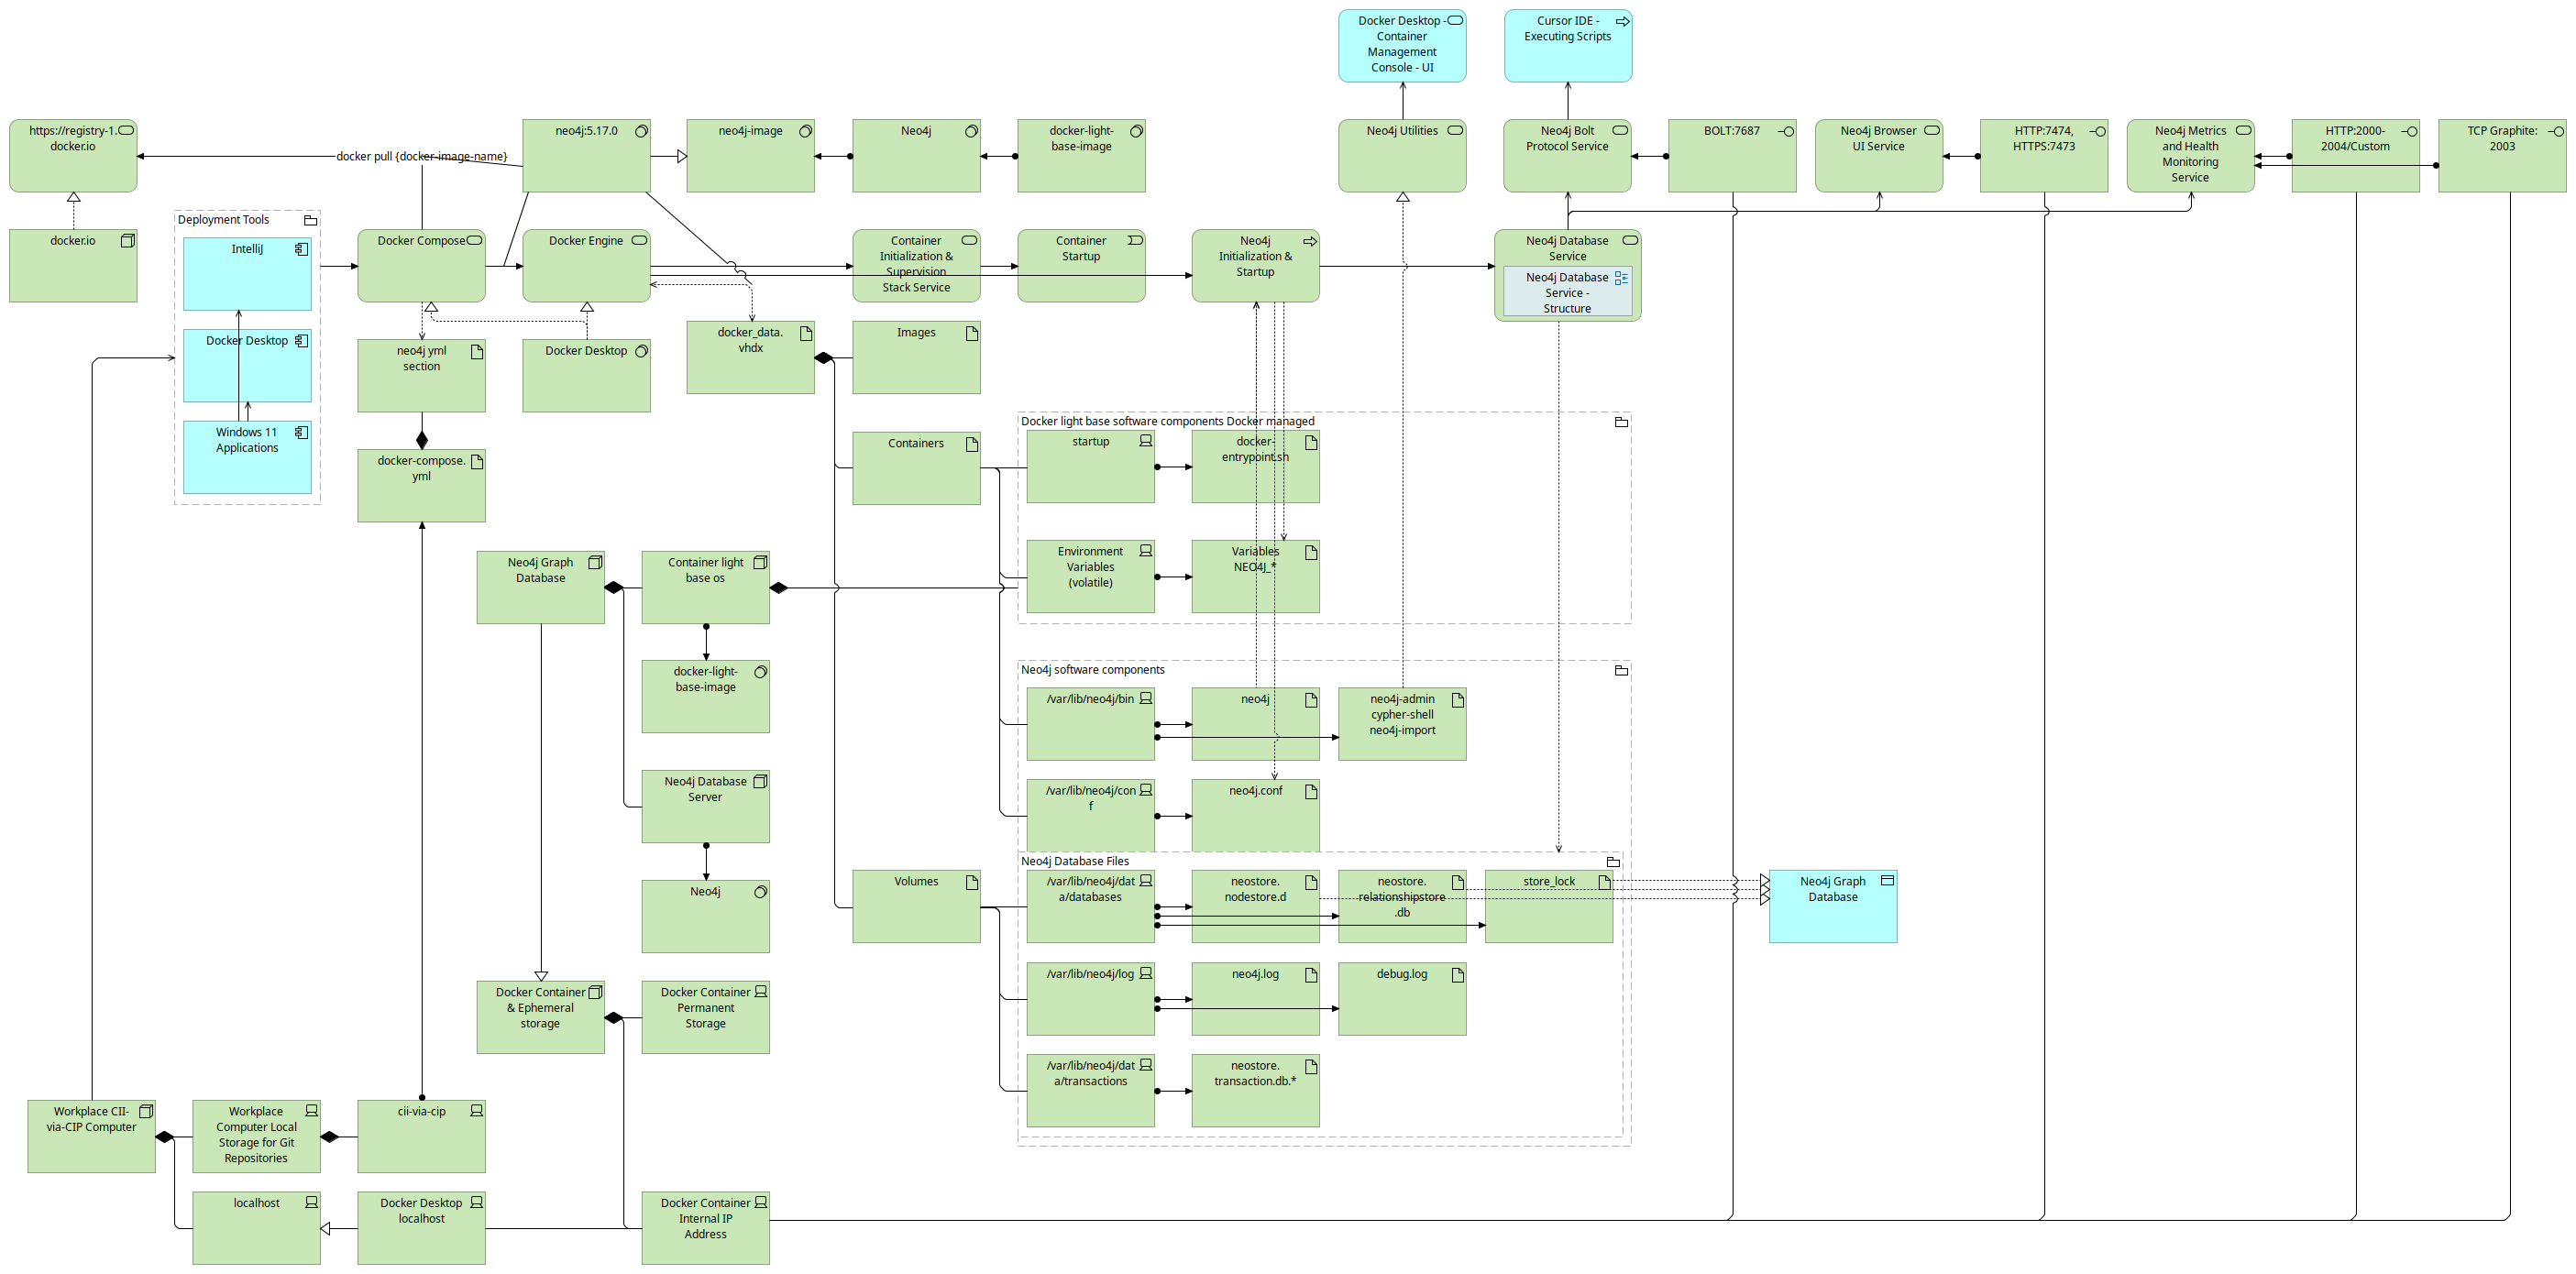 Docker Desktop -
Container
Management
Console - UI
Cursor IDE -
Executing Scripts
https://registry-1.
docker.io
docker pull {docker-image-name}
neo4j:5.17.0
neo4j-image
Neo4j
docker-light-
base-image
Neo4j Utilities
Neo4j Bolt
Protocol Service
BOLT:7687
Neo4j Browser
UI Service
HTTP:7474,
HTTPS:7473
Neo4j Metrics
and Health
Monitoring
Service
HTTP:2000-
2004/Custom
TCP Graphite:
2003
docker.io
Deployment Tools
IntelliJ
Docker Desktop
Windows 11
Applications
Docker Compose
Docker Engine
Container
Initialization &
Supervision
Stack Service
Container
Startup
Neo4j
Initialization &
Startup
Neo4j Database
Service
Neo4j Database
Service -
Structure
neo4j yml
section
Docker Desktop
docker_data.
vhdx
Images
docker-compose.
yml
Containers
Docker light base software components Docker managed
startup
docker-
entrypoint.sh
Environment
Variables
(volatile)
Variables
NEO4J_*
Neo4j Graph
Database
Container light
base os
docker-light-
base-image
Neo4j software components
/var/lib/neo4j/bin
neo4j
neo4j-admin
cypher-shell
neo4j-import
Neo4j Database
Server
/var/lib/neo4j/con
f
neo4j.conf
Neo4j
Volumes
Neo4j Database Files
/var/lib/neo4j/dat
a/databases
neostore.
nodestore.d
neostore.
relationshipstore
.db
store_lock
Neo4j Graph
Database
Docker Container
& Ephemeral
storage
Docker Container
Permanent
Storage
/var/lib/neo4j/log
neo4j.log
debug.log
/var/lib/neo4j/dat
a/transactions
neostore.
transaction.db.*
Workplace CII-
via-CIP Computer
Workplace
Computer Local
Storage for Git
Repositories
cii-via-cip
localhost
Docker Desktop
localhost
Docker Container
Internal IP
Address